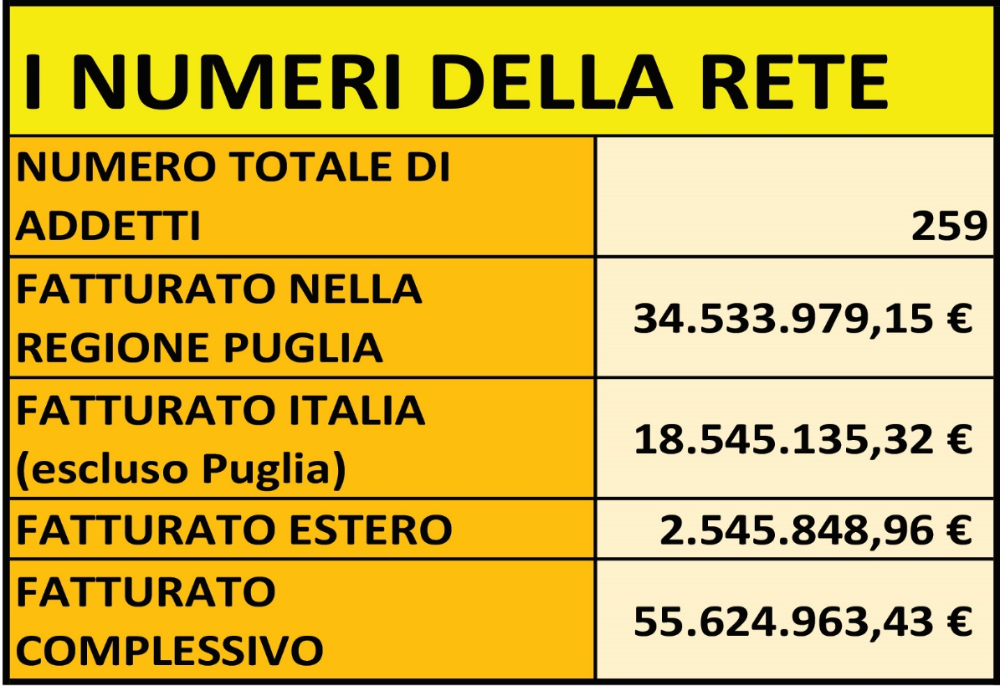 I NUMERI DELLA RETE
NUMERO TOTALE DI
ADDETTI
259
FATTURATO NELLA
REGIONE PUGLIA
34.533.979,15 €
FATTURATO ITALIA
(escluso Puglia)
18.545.135,32 €
FATTURATO ESTERO
2.545.848,96 €
FATTURATO
COMPLESSIVO
55.624.963,43 €